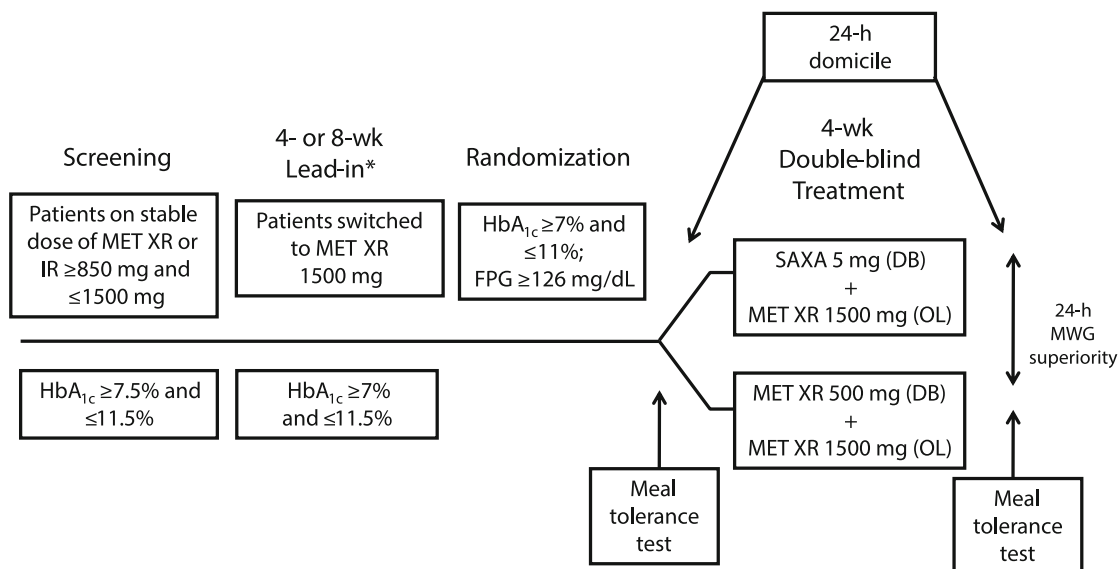 24-h
domicile
Screening
Patients on stable
dose of MET XR or
IR ≥850 mg and
≤1500 mg
4- or 8-wk
Lead-in*
Patients switched
to MET XR
1500 mg
Randomization
HbA1c ≥7% and
≤11%;
FPG ≥126 mg/dL
4-wk
Double-blind
Treatment
SAXA 5 mg (DB)
+
MET XR 1500 mg (OL)
24-h
MWG
superiority
HbA1c ≥7.5% and
≤11.5%
HbA1c ≥7%
and ≤11.5%
MET XR 500 mg (DB)
+
MET XR 1500 mg (OL)
Meal
tolerance
test
Meal
tolerance
test